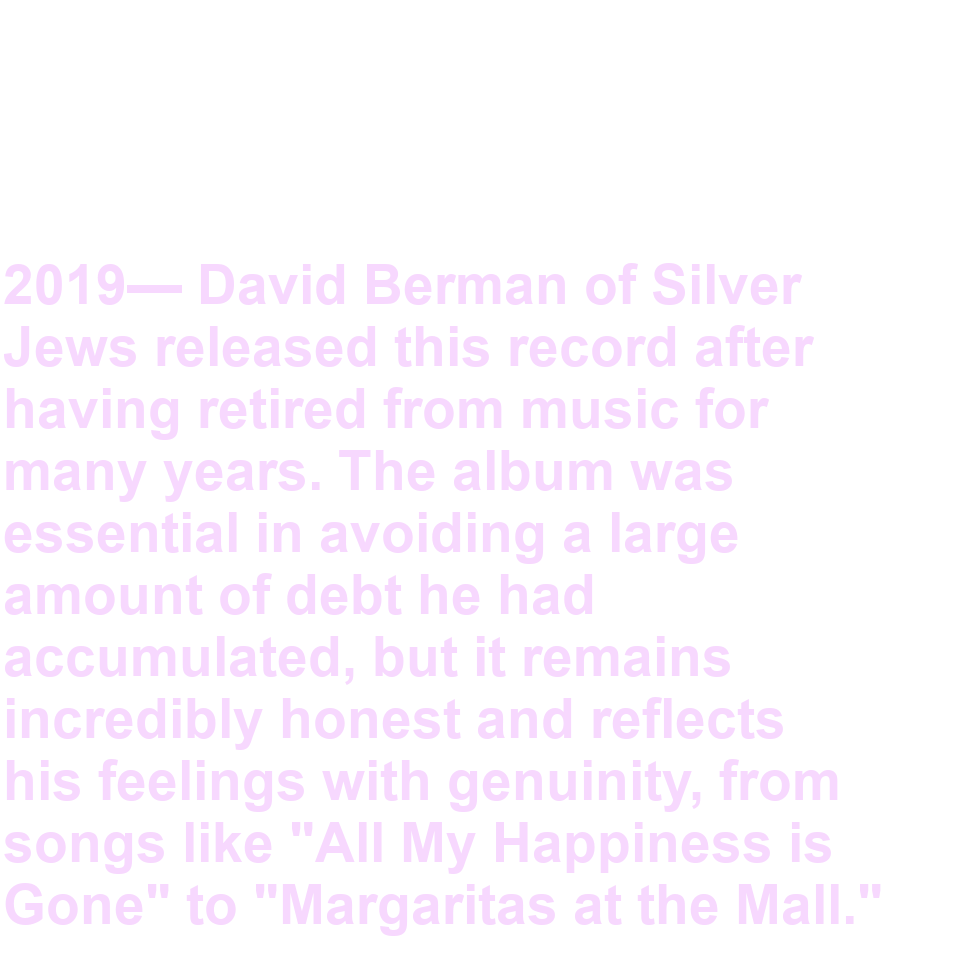 2019— David Berman of Silver
Jews released this record after
having retired from music for
many years. The album was
essential in avoiding a large
amount of debt he had
accumulated, but it remains
incredibly honest and reflects
his feelings with genuinity, from
songs like "All My Happiness is
Gone" to "Margaritas at the Mall."